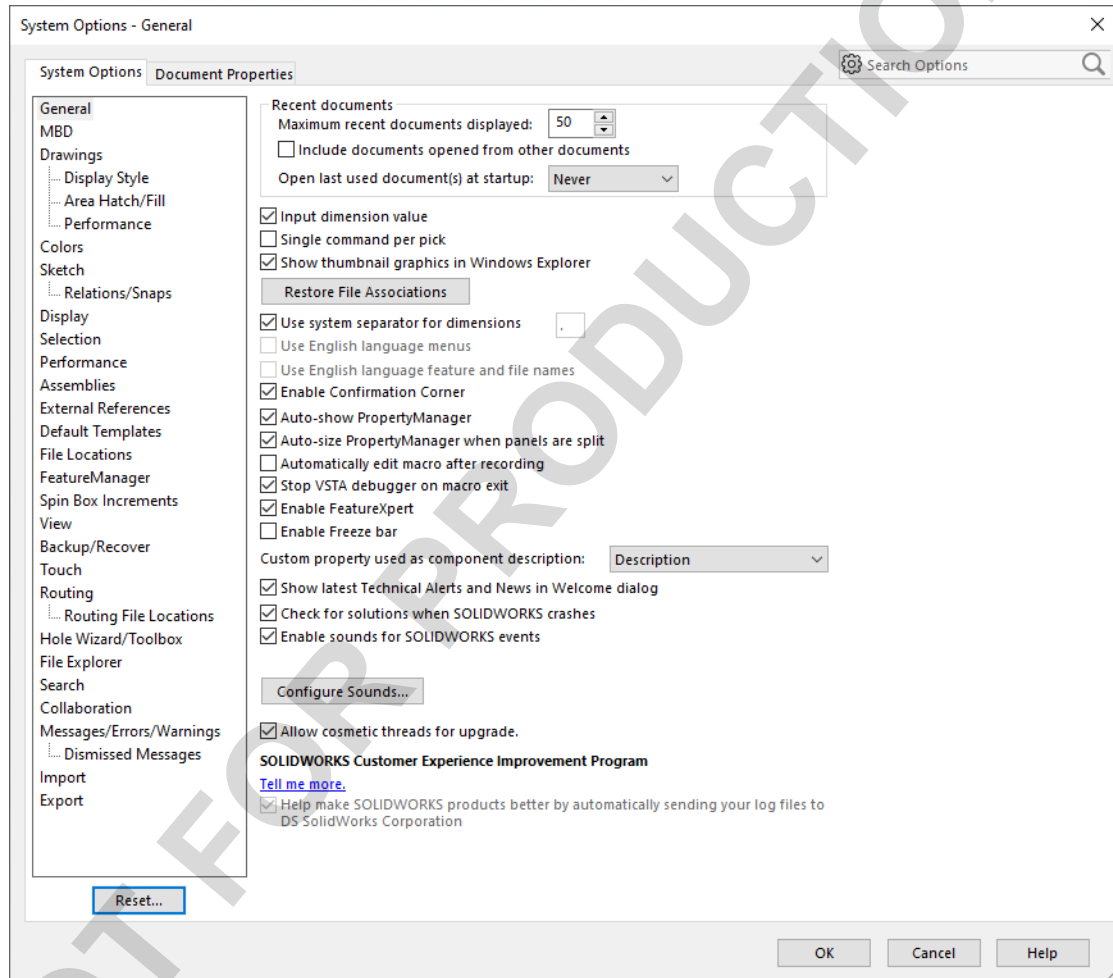 System Options - General
System Options
Document Properties
Search Options
General
MBD
Drawings
Display Style
Area Hatch/Fill
Performance
Colors
Sketch
Relations/Snaps
Display
Selection
Performance
Assemblies
External References
Default Templates
File Locations
FeatureManager
Spin Box Increments
View
Backup/Recover
Touch
Routing
Routing File Locations
Hole Wizard/Toolbox
File Explorer
Search
Collaboration
Messages/Errors/Warnings
Dismissed Messages
Import
Export
Reset...
Recent documents
Maximum recent documents displayed: 50
Include documents opened from other documents
Open last used document(s) at startup: Never
Input dimension value
Single command per pick
Show thumbnail graphics in Windows Explorer
Restore File Associations
Use system separator for dimensions .
Use English language menus
Use English language feature and file names
Enable Confirmation Corner
Auto-show PropertyManager
Auto-size PropertyManager when panels are split
Automatically edit macro after recording
Stop VSTA debugger on macro exit
Enable FeatureXpert
Enable Freeze bar
Custom property used as component description: Description
Show latest Technical Alerts and News in Welcome dialog
Check for solutions when SOLIDWORKS crashes
Enable sounds for SOLIDWORKS events
Configure Sounds...
Allow cosmetic threads for upgrade.
SOLIDWORKS Customer Experience Improvement Program
Tell me more.
Help make SOLIDWORKS products better by automatically sending your log files to
DS SolidWorks Corporation
OK
Cancel
Help
OT FOR PRODUCTIO